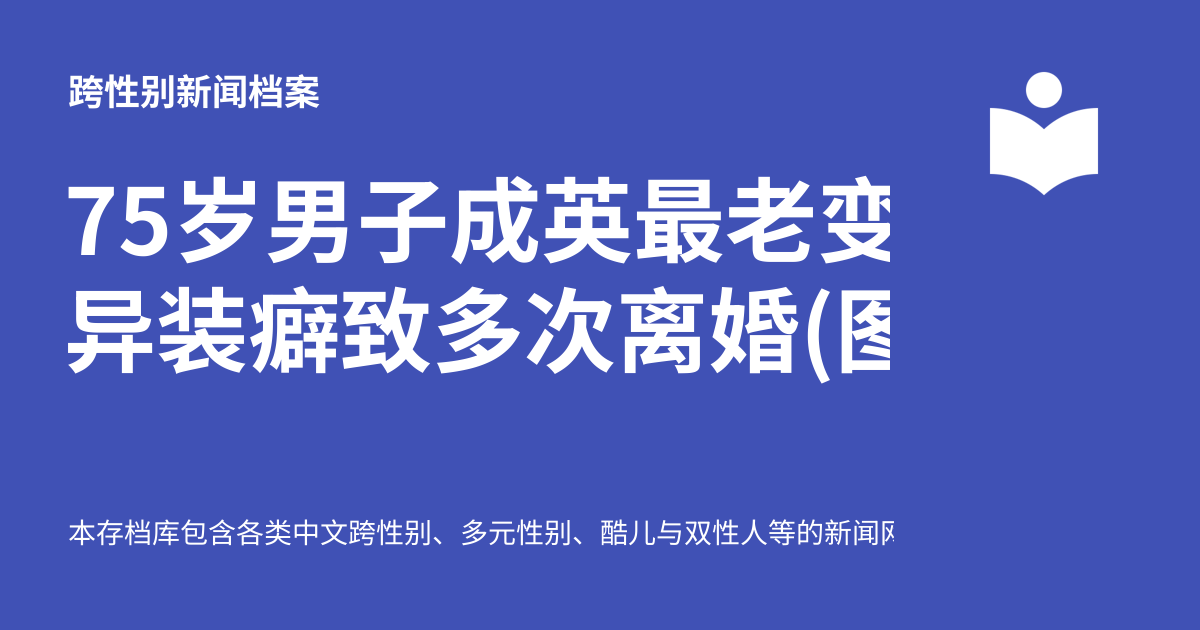 跨性别新闻档案
75岁男子成英最老变
异装癖致多次离婚(图
本存档库包含各类中文跨性别、多元性别、酷儿与双性人等的新闻网